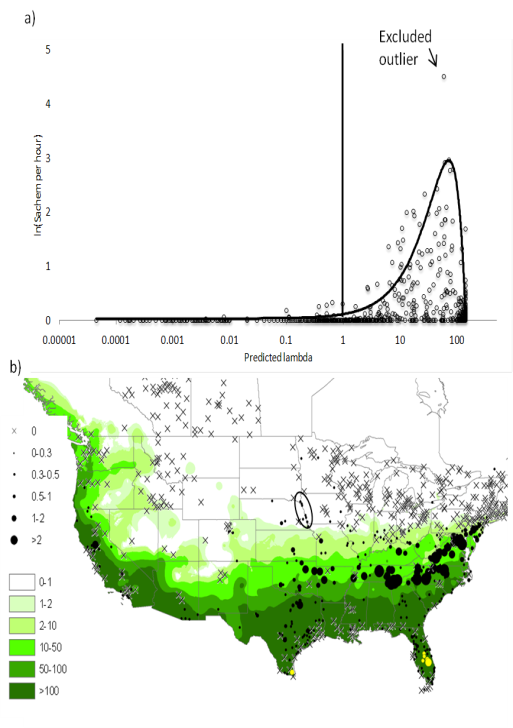 a)
Excluded
outlier
ln(Sachem per hour)
5
4
3
2
1
0
0.00001 0.0001 0.001 0.01 0.1 1 10 100
Predicted lambda
b)
0
0-0.3
0.3-0.5
0.5-1
1-2
>2
0-1
1-2
2-10
10-50
50-100
>100